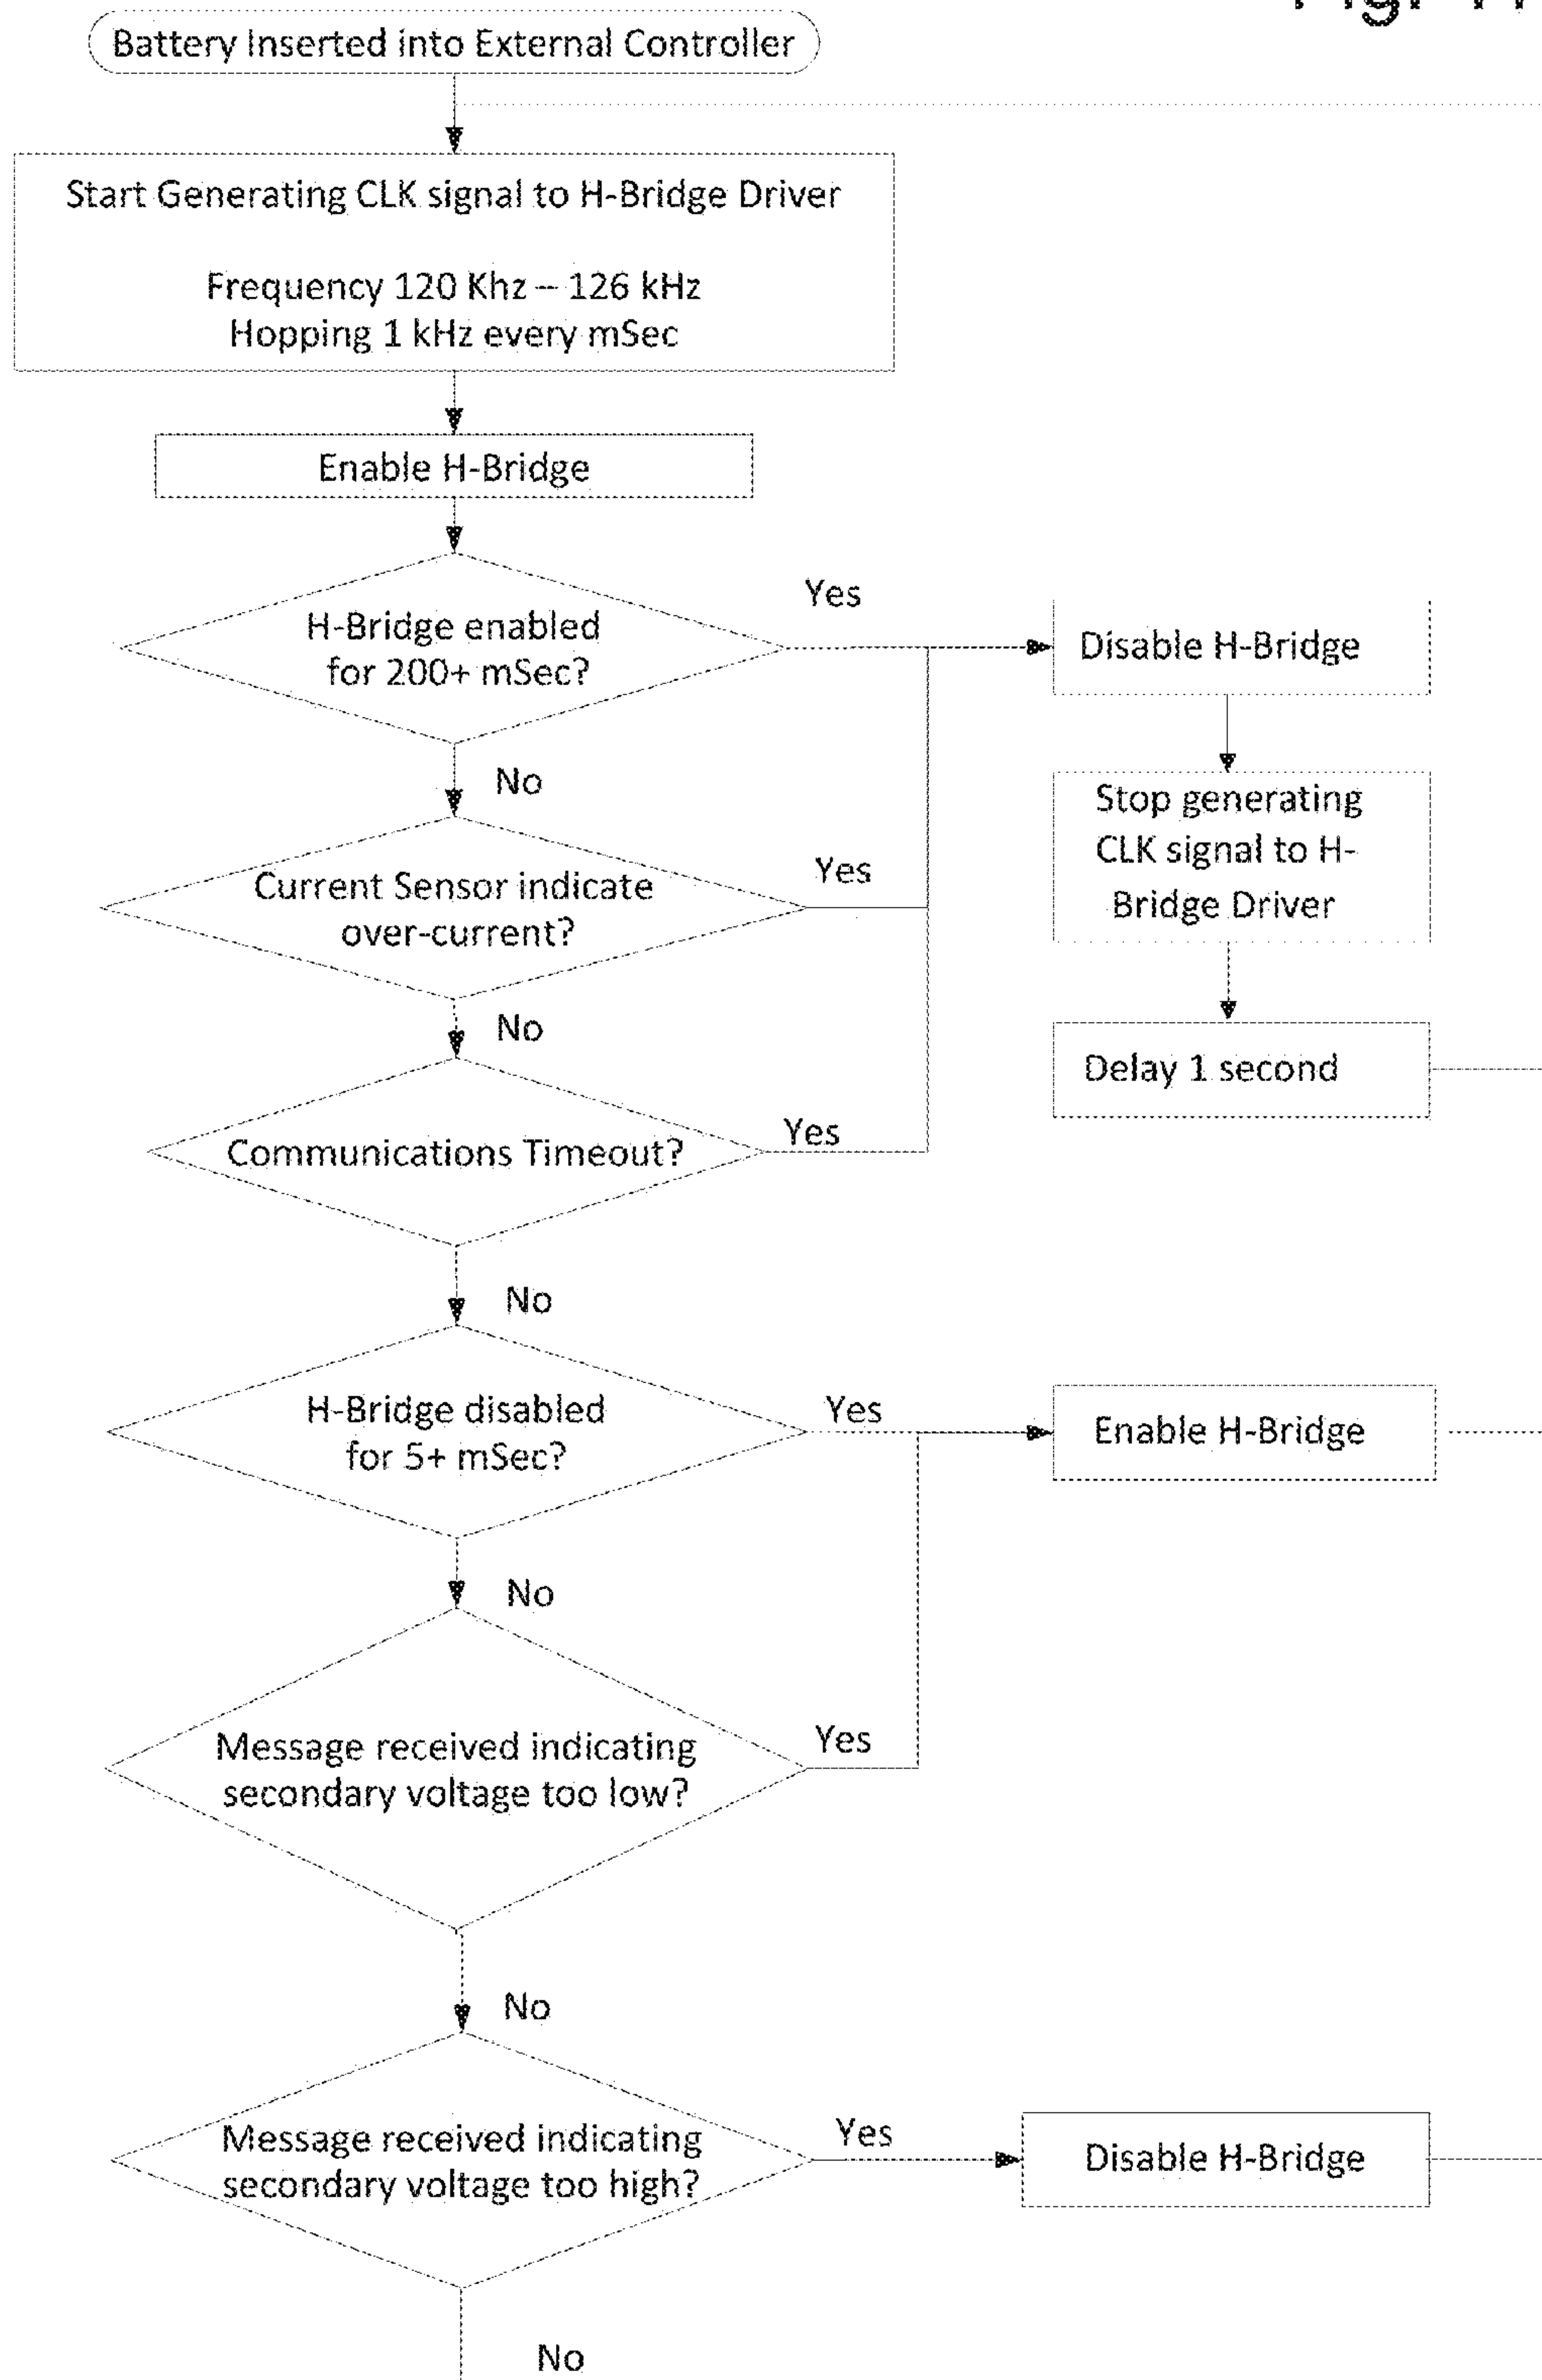 Battery Inserted into External Controller
Start Generating CLK signal to H-Bridge Driver
Frequency 120 Khz – 126 kHz
Hopping 1 kHz every mSec
Enable H-Bridge
H-Bridge enabled
for 200+ mSec?
Yes
Disable H-Bridge
No
Stop generating
CLK signal to H-
Bridge Driver
Current Sensor indicate
over-current?
Yes
No
Delay 1 second
Communications Timeout?
Yes
No
H-Bridge disabled
for 5+ mSec?
Yes
Enable H-Bridge
No
Message received indicating
secondary voltage too low?
Yes
No
Message received indicating
secondary voltage too high?
Yes
Disable H-Bridge
No